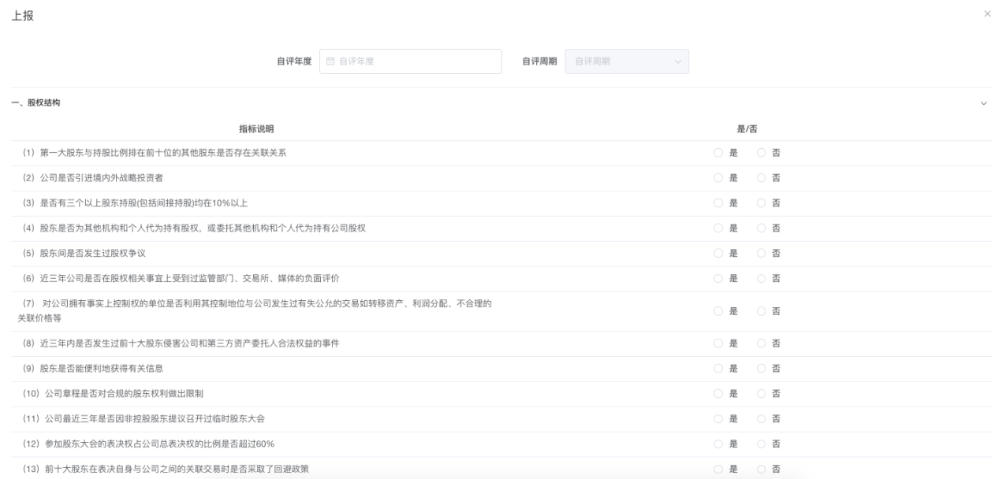 上报
自评年度 自评年度 自评周期 自评周期
一、股权结构
指标说明 是/否
（1）第一大股东与持股比例排在前十位的其他股东是否存在关联关系 是 否
（2）公司是否引进境内外战略投资者 是 否
（3）是否有三个以上股东持股(包括间接持股)均在10%以上 是 否
（4）股东是否为其他机构和个人代为持有股权，或委托其他机构和个人代为持有公司股权 是 否
（5）股东间是否发生过股权争议 是 否
（6）近三年公司是否在股权相关事宜上受到过监管部门、交易所、媒体的负面评价 是 否
（7） 对公司拥有事实上控制权的单位是否利用其控制地位与公司发生过有失公允的交易如转移资产、利润分配、不合理的
关联价格等 是 否
（8）近三年内是否发生过前十大股东侵害公司和第三方资产委托人合法权益的事件 是 否
（9）股东是否能便利地获得有关信息 是 否
（10）公司章程是否对合规的股东权利做出限制 是 否
（11）公司最近三年是否因非控股股东提议召开过临时股东大会 是 否
（12）参加股东大会的表决权占公司总表决权的比例是否超过60% 是 否
（13）前十大股东在表决自身与公司之间的关联交易时是否采取了回避政策 是 否